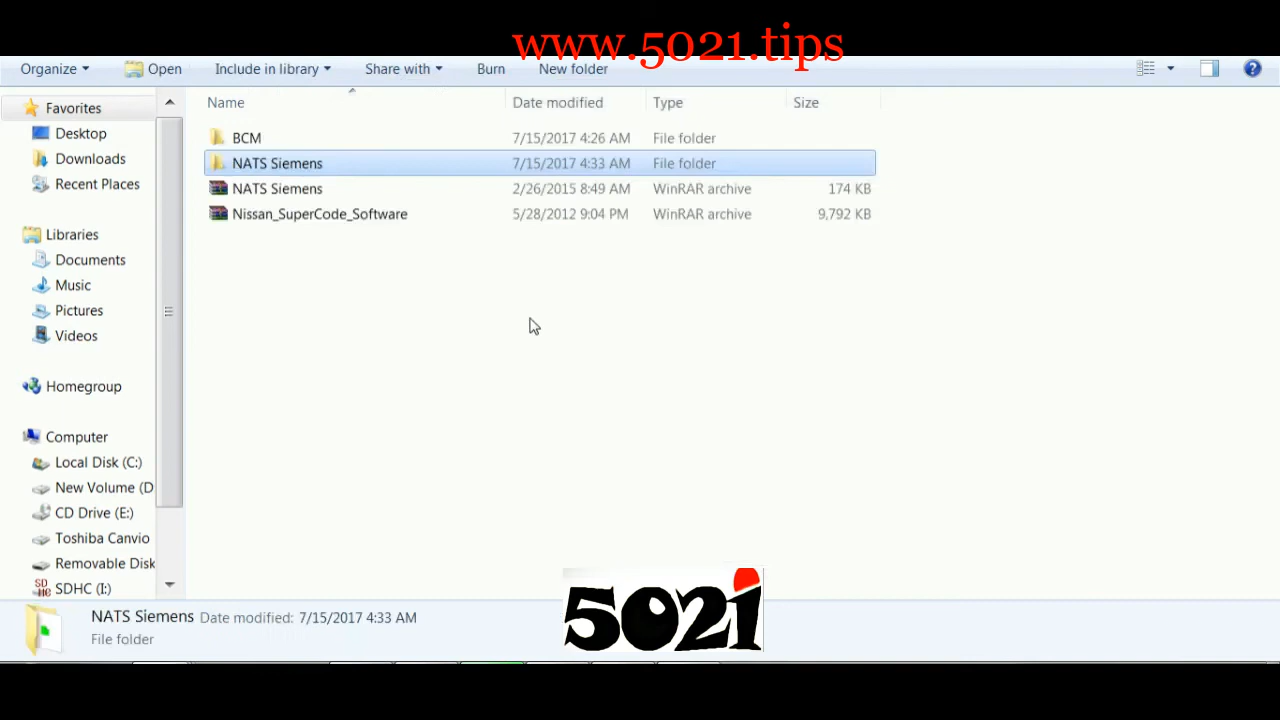 www.5021.tips
Organize Open Include in library Share with Burn New folder
Name Date modified Type Size
BCM 7/15/2017 4:26 AM File folder
NATS Siemens 7/15/2017 4:33 AM File folder
NATS Siemens 2/26/2015 8:49 AM WinRAR archive 174 KB
Nissan_SuperCode_Software 5/28/2012 9:04 PM WinRAR archive 9,792 KB
Favorites
Desktop
Downloads
Recent Places
Libraries
Documents
Music
Pictures
Videos
Homegroup
Computer
Local Disk (C:)
New Volume (D
CD Drive (E:)
Toshiba Canvio
Removable Disk
SD HC SDHC (I:)
NATS Siemens Date modified: 7/15/2017 4:33 AM
File folder
5021